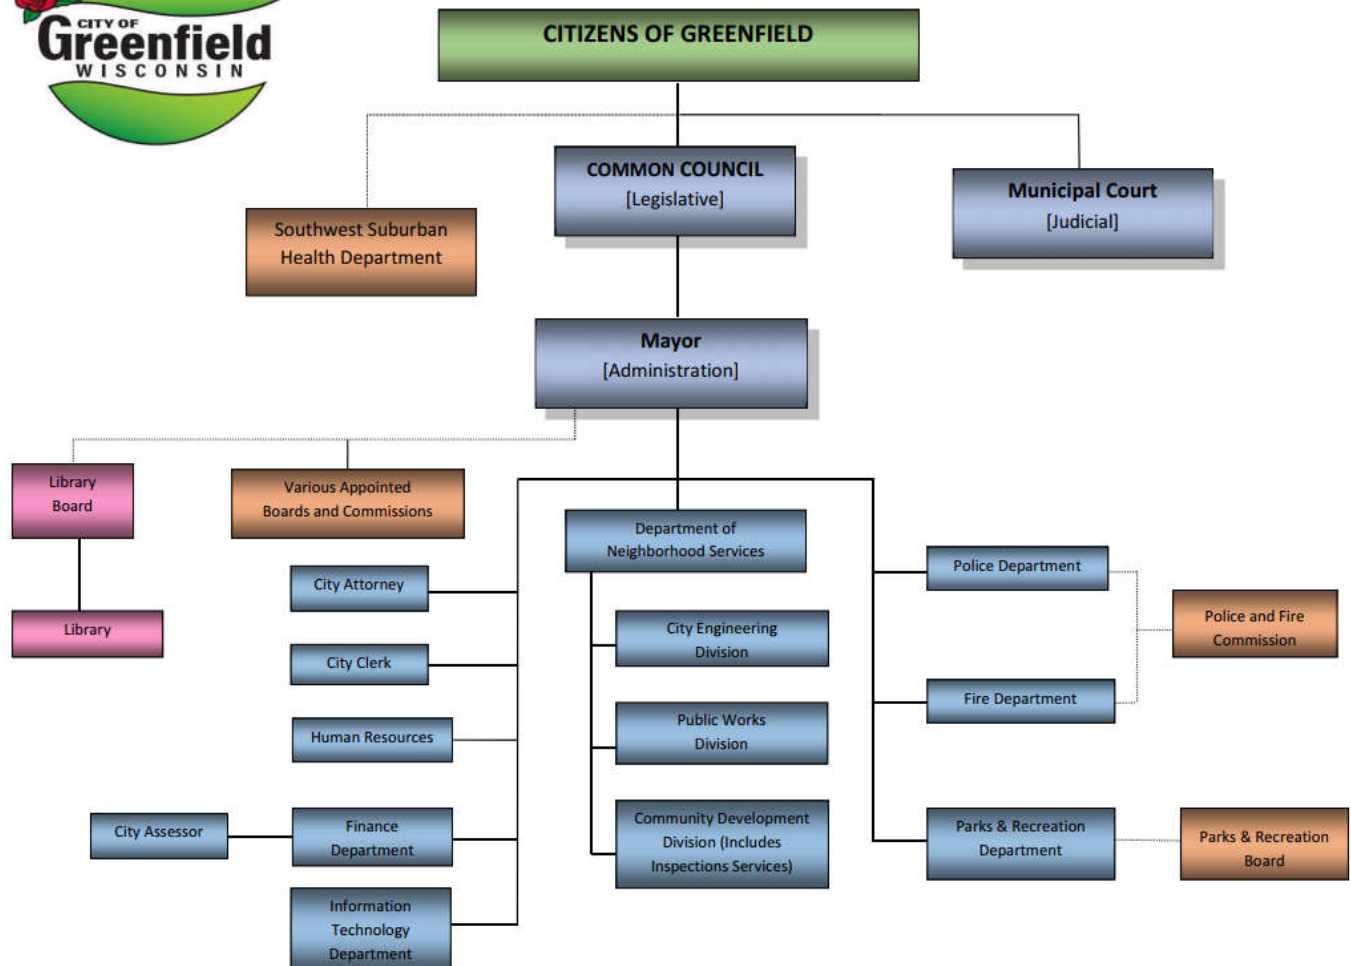 CITY OF
Greenfield
WISCONSIN
CITIZENS OF GREENFIELD
COMMON COUNCIL
[Legislative]
Municipal Court
[Judicial]
Southwest Suburban
Health Department
Mayor
[Administration]
Library
Board
Various Appointed
Boards and Commissions
Department of
Neighborhood Services
Police Department
City Attorney
Police and Fire
Commission
Library
City Engineering
Division
City Clerk
Fire Department
Public Works
Division
Human Resources
City Assessor
Finance
Department
Community Development
Division (Includes
Inspections Services)
Parks & Recreation
Department
Parks & Recreation
Board
Information
Technology
Department